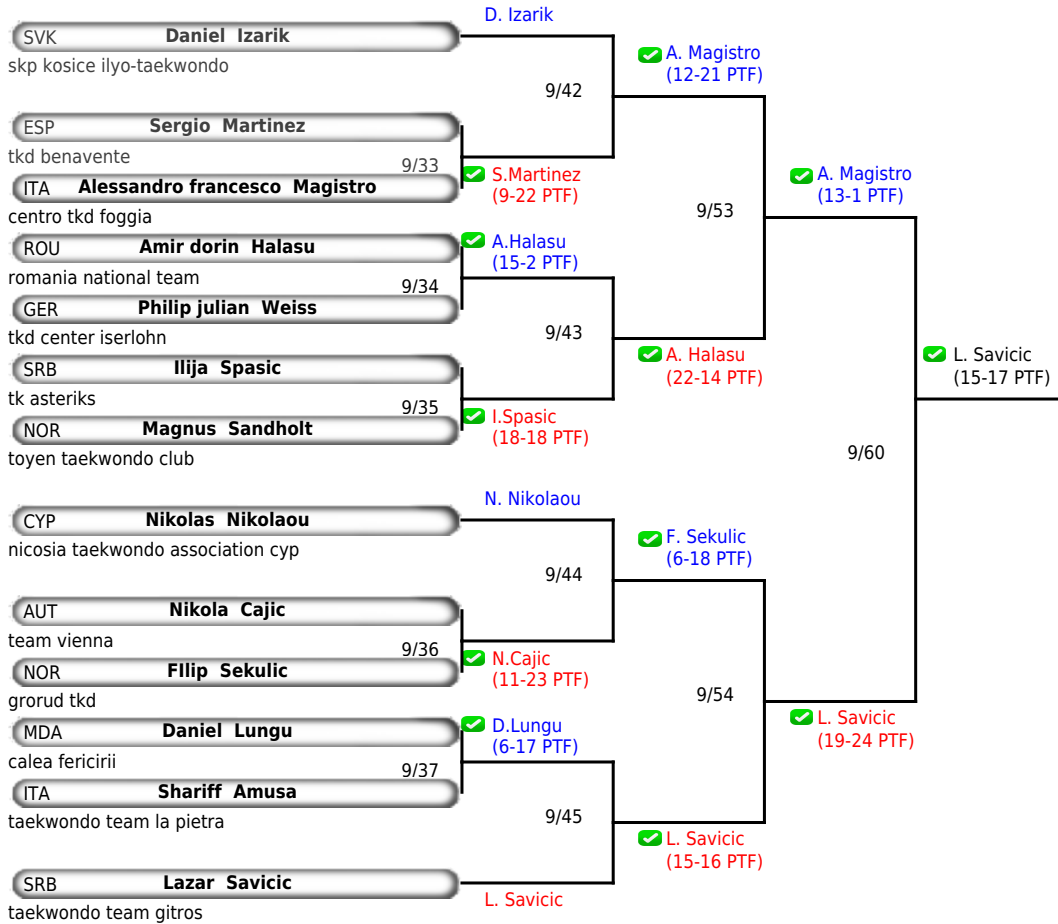 D. Izarik
SVK Daniel Izarik
skp kosice ilyo-taekwondo
A. Magistro
(12-21 PTF)
9/42
ESP Sergio Martinez
tkd benavente
9/33
S.Martinez
(9-22 PTF)
ITA Alessandro francesco Magistro
centro tkd foggia
A. Magistro
(13-1 PTF)
9/53
ROU Amir dorin Halasu
romania national team
A.Halasu
(15-2 PTF)
9/34
GER Philip julian Weiss
tkd center iserlohn
9/43
SRB Ilija Spasic
tk asteriks
A. Halasu
(22-14 PTF)
L. Savicic
(15-17 PTF)
9/35
I.Spasic
(18-18 PTF)
NOR Magnus Sandholt
toyen taekwondo club
9/60
N. Nikolaou
CYP Nikolas Nikolaou
nicosia taekwondo association cyp
F. Sekulic
(6-18 PTF)
9/44
AUT Nikola Cajic
team vienna
9/36
N.Cajic
(11-23 PTF)
NOR FIlip Sekulic
grorud tkd
9/54
MDA Daniel Lungu
calea fericirii
D.Lungu
(6-17 PTF)
L. Savicic
(19-24 PTF)
9/37
ITA Shariff Amusa
taekwondo team la pietra
9/45
L. Savicic
(15-16 PTF)
SRB Lazar Savicic
taekwondo team gitros
L. Savicic